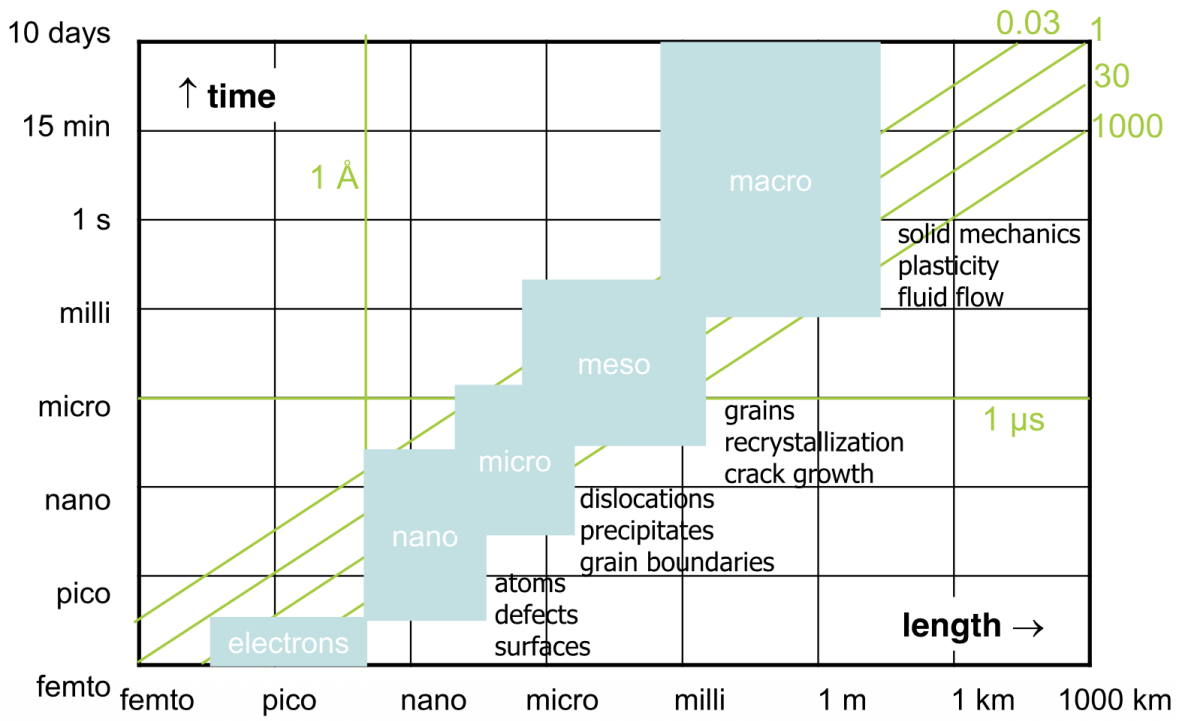 10 days
0.03
1
↑ time
30
15 min
1000
1 Å
macro
1 s
solid mechanics
plasticity
fluid flow
milli
meso
micro
grains
1 µs
recrystallization
crack growth
micro
nano
dislocations
precipitates
nano
grain boundaries
pico
atoms
defects
length →
electrons
surfaces
femto
femto
pico
nano
micro
milli
1 m
1 km
1000 km